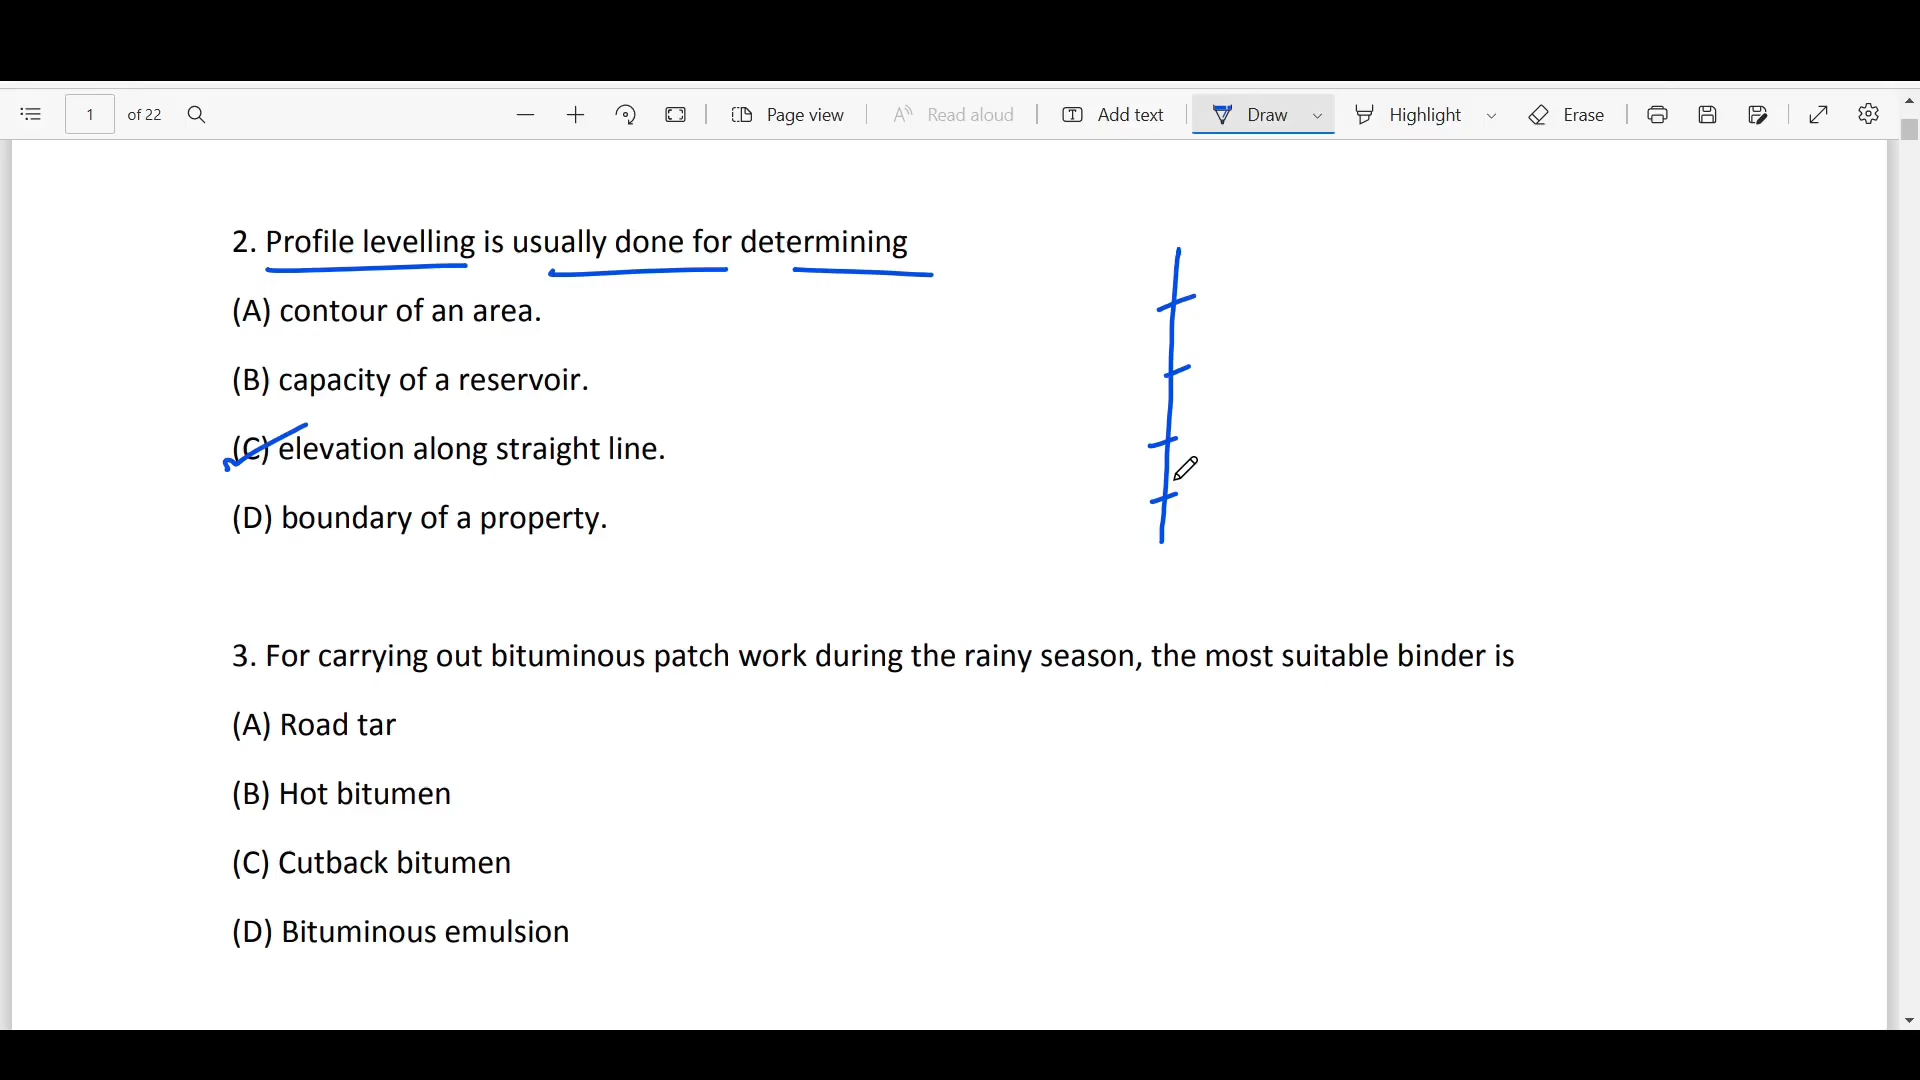 1 of 22 Page view Read aloud Add text Draw Highlight Erase
2. Profile levelling is usually done for determining
(A) contour of an area.
(B) capacity of a reservoir.
(C) elevation along straight line.
(D) boundary of a property.
3. For carrying out bituminous patch work during the rainy season, the most suitable binder is
(A) Road tar
(B) Hot bitumen
(C) Cutback bitumen
(D) Bituminous emulsion